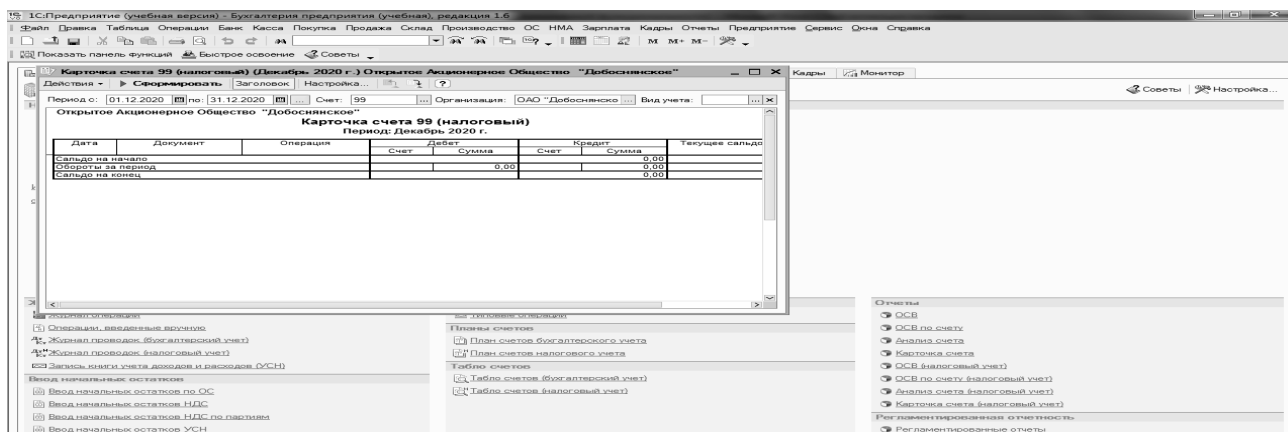 1С:Предприятие (учебная версия) - Бухгалтерия предприятия (учебная), редакция 1.6
Файл Правка Таблица Операции Банк Касса Покупка Продажа Склад Производство ОС НМА Зарплата Кадры Отчеты Предприятие Сервис Окна Справка
M M+ M-
Показать панель функций Быстрое освоение Советы
Карточка счета 99 (налоговый) (Декабрь 2020 г.) Открытое Акционерное Общество "Добоснянское"
Кадры Монитор
Действия Сформировать Заголовок Настройка...
Советы Настройка...
Период с: 01.12.2020 по: 31.12.2020 Счет: 99 Организация: ОАО "Добоснянско Вид учета:
Открытое Акционерное Общество "Добоснянское"
Карточка счета 99 (налоговый)
Период: Декабрь 2020 г.
Дата Документ Операция Дебет Кредит Текущее сальдо
Счет Сумма Счет Сумма
Сальдо на начало 0,00
Обороты за период 0,00 0,00
Сальдо на конец 0,00
Отчеты
Журнал операций Типовые операции ОСВ
Операции, введенные вручную Планы счетов ОСВ по счету
Журнал проводок (бухгалтерский учет) План счетов бухгалтерского учета Анализ счета
Журнал проводок (налоговый учет) План счетов налогового учета Карточка счета
Запись книги учета доходов и расходов (УСН) Табло счетов ОСВ (налоговый учет)
Ввод начальных остатков Табло счетов (бухгалтерский учет) ОСВ по счету (налоговый учет)
Ввод начальных остатков по ОС Табло счетов (налоговый учет) Анализ счета (налоговый учет)
Ввод начальных остатков НДС Карточка счета (налоговый учет)
Ввод начальных остатков НДС по партиям Регламентированная отчетность
Ввод начальных остатков УСН Регламентированные отчеты